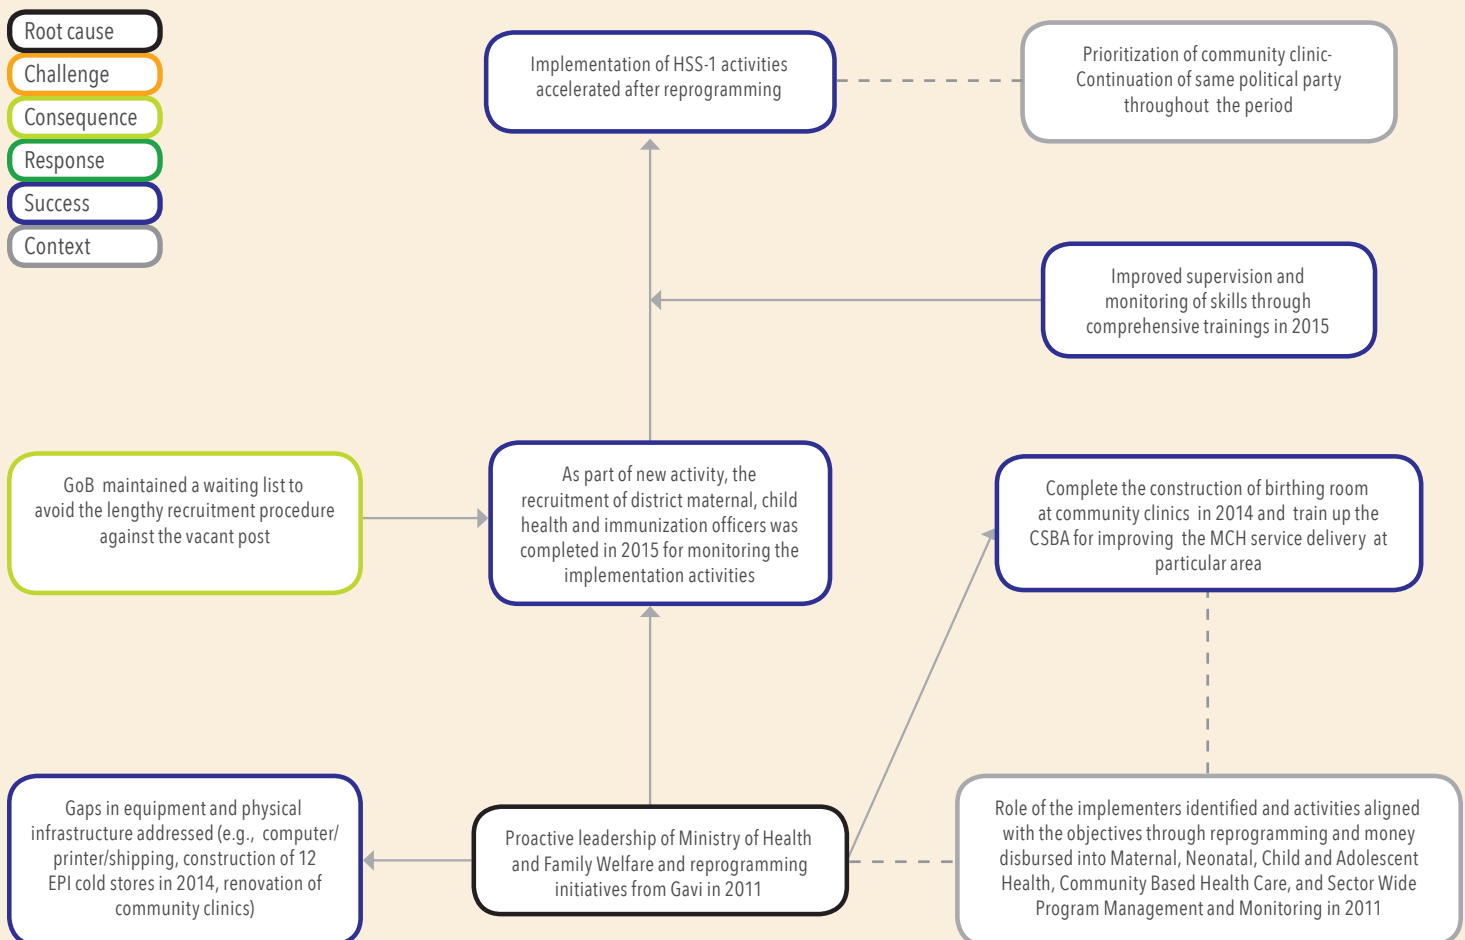 Root cause
Challenge
Consequence
Response
Success
Context
Implementation of HSS-1 activities
accelerated after reprogramming
Prioritization of community clinic-
Continuation of same political party
throughout the period
Improved supervision and
monitoring of skills through
comprehensive trainings in 2015
GoB maintained a waiting list to
avoid the lengthy recruitment procedure
against the vacant post
As part of new activity, the
recruitment of district maternal, child
health and immunization officers was
completed in 2015 for monitoring the
implementation activities
Complete the construction of birthing room
at community clinics in 2014 and train up the
CSBA for improving the MCH service delivery at
particular area
Gaps in equipment and physical
infrastructure addressed (e.g., computer/
printer/shipping, construction of 12
EPI cold stores in 2014, renovation of
community clinics)
Proactive leadership of Ministry of Health
and Family Welfare and reprogramming
initiatives from Gavi in 2011
Role of the implementers identified and activities aligned
with the objectives through reprogramming and money
disbursed into Maternal, Neonatal, Child and Adolescent
Health, Community Based Health Care, and Sector Wide
Program Management and Monitoring in 2011